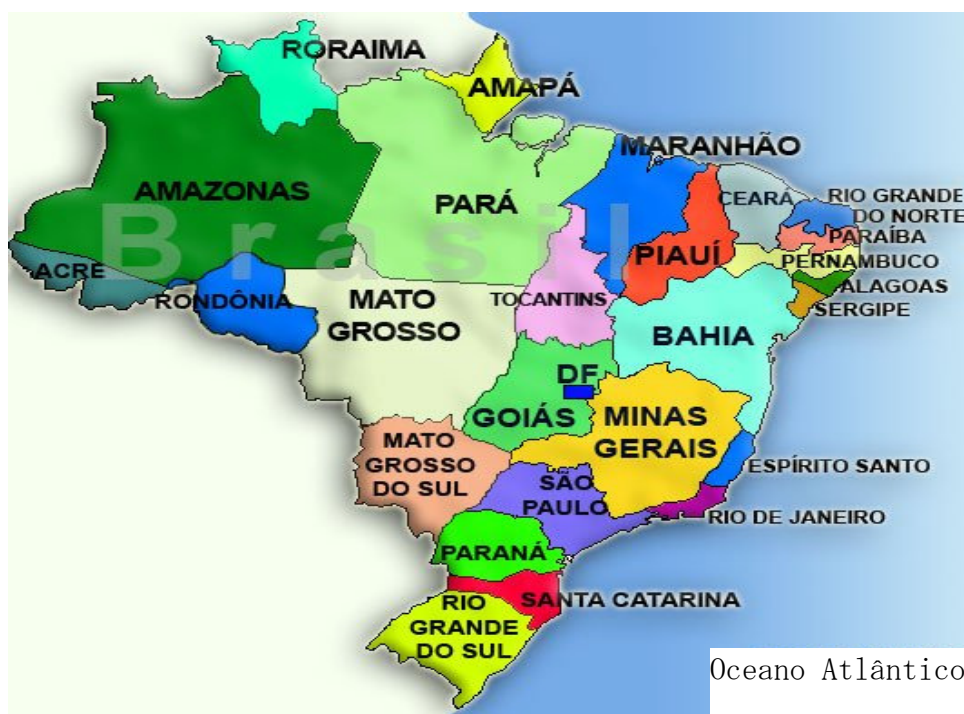 RORAIMA
AMAPÁ
MARANHÃO
AMAZONAS
PARÁ
CEARÁ
RIO GRANDE
DO NORTE
Brasil
PARAÍBA
PIAUÍ
PERNAMBUCO
ACRE
ALAGOAS
RONDÔNIA
MATO
GROSSO
TOCANTINS
SERGIPE
BAHIA
DF
GOIÁS
MINAS
GERAIS
MATO
GROSSO
DO SUL
ESPÍRITO SANTO
SÃO
PAULO
RIO DE JANEIRO
PARANÁ
SANTA CATARINA
RIO
GRANDE
DO SUL
Oceano Atlântico